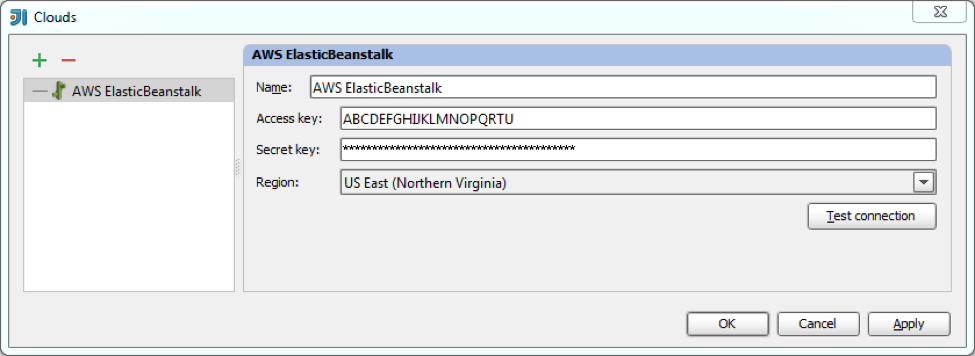 Clouds
AWS ElasticBeanstalk
AWS ElasticBeanstalk
Name: AWS ElasticBeanstalk
Access key: ABCDEFGHIJKLMNOPQRTU
Secret key: ****************************************
Region: US East (Northern Virginia)
Test connection
OK Cancel Apply